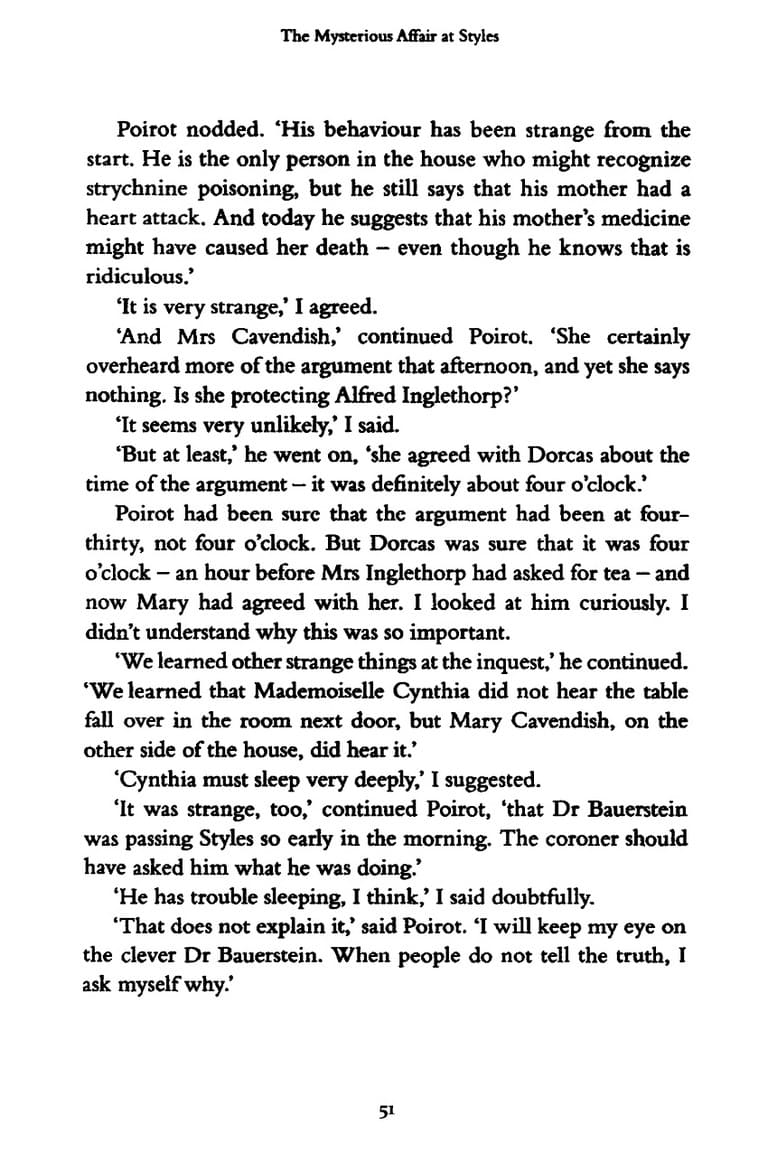 The Mysterious Affair at Styles
Poirot nodded. ‘His behaviour has been strange from the
start. He is the only person in the house who might recognize
strychnine poisoning, but he still says that his mother had a
heart attack. And today he suggests that his mother’s medicine
might have caused her death – even though he knows that is
ridiculous.’
‘It is very strange,’ I agreed.
‘And Mrs Cavendish,’ continued Poirot. ‘She certainly
overheard more of the argument that afternoon, and yet she says
nothing. Is she protecting Alfred Inglethorp?’
‘It seems very unlikely,’ I said.
‘But at least,’ he went on, ‘she agreed with Dorcas about the
time of the argument – it was definitely about four o’clock.’
Poirot had been sure that the argument had been at four-
thirty, not four o’clock. But Dorcas was sure that it was four
o’clock – an hour before Mrs Inglethorp had asked for tea – and
now Mary had agreed with her. I looked at him curiously. I
didn’t understand why this was so important.
‘We learned other strange things at the inquest,’ he continued.
‘We learned that Mademoiselle Cynthia did not hear the table
fall over in the room next door, but Mary Cavendish, on the
other side of the house, did hear it.’
‘Cynthia must sleep very deeply,’ I suggested.
‘It was strange, too,’ continued Poirot, ‘that Dr Bauerstein
was passing Styles so early in the morning. The coroner should
have asked him what he was doing.’
‘He has trouble sleeping, I think,’ I said doubtfully.
‘That does not explain it,’ said Poirot. ‘I will keep my eye on
the clever Dr Bauerstein. When people do not tell the truth, I
ask myself why.’
51